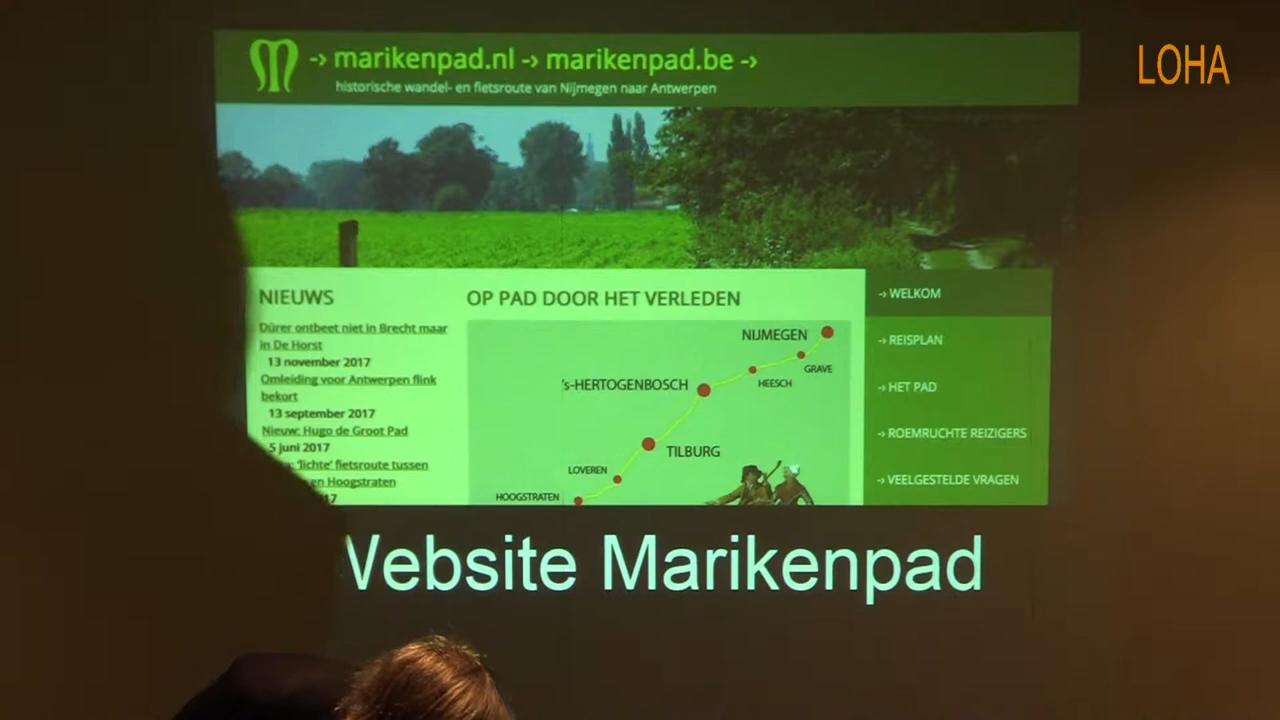 LOHA
-> marikenpad.nl -> marikenpad.be ->
historische wandel- en fietsroute van Nijmegen naar Antwerpen
NIEUWS
Dürer ontbeet niet in Brecht maar
in De Horst
13 november 2017
Omleiding voor Antwerpen flink
bekort
13 september 2017
Nieuw: Hugo de Groot Pad
5 juni 2017
'lichte' fietsroute tussen
en Hoogstraten
OP PAD DOOR HET VERLEDEN
NIJMEGEN
GRAVE
HEESCH
's-HERTOGENBOSCH
TILBURG
LOVEREN
HOOGSTRATEN
-> WELKOM
-> REISPLAN
-> HET PAD
-> ROEMRUCHTE REIZIGERS
-> VEELGESTELDE VRAGEN
Website Marikenpad